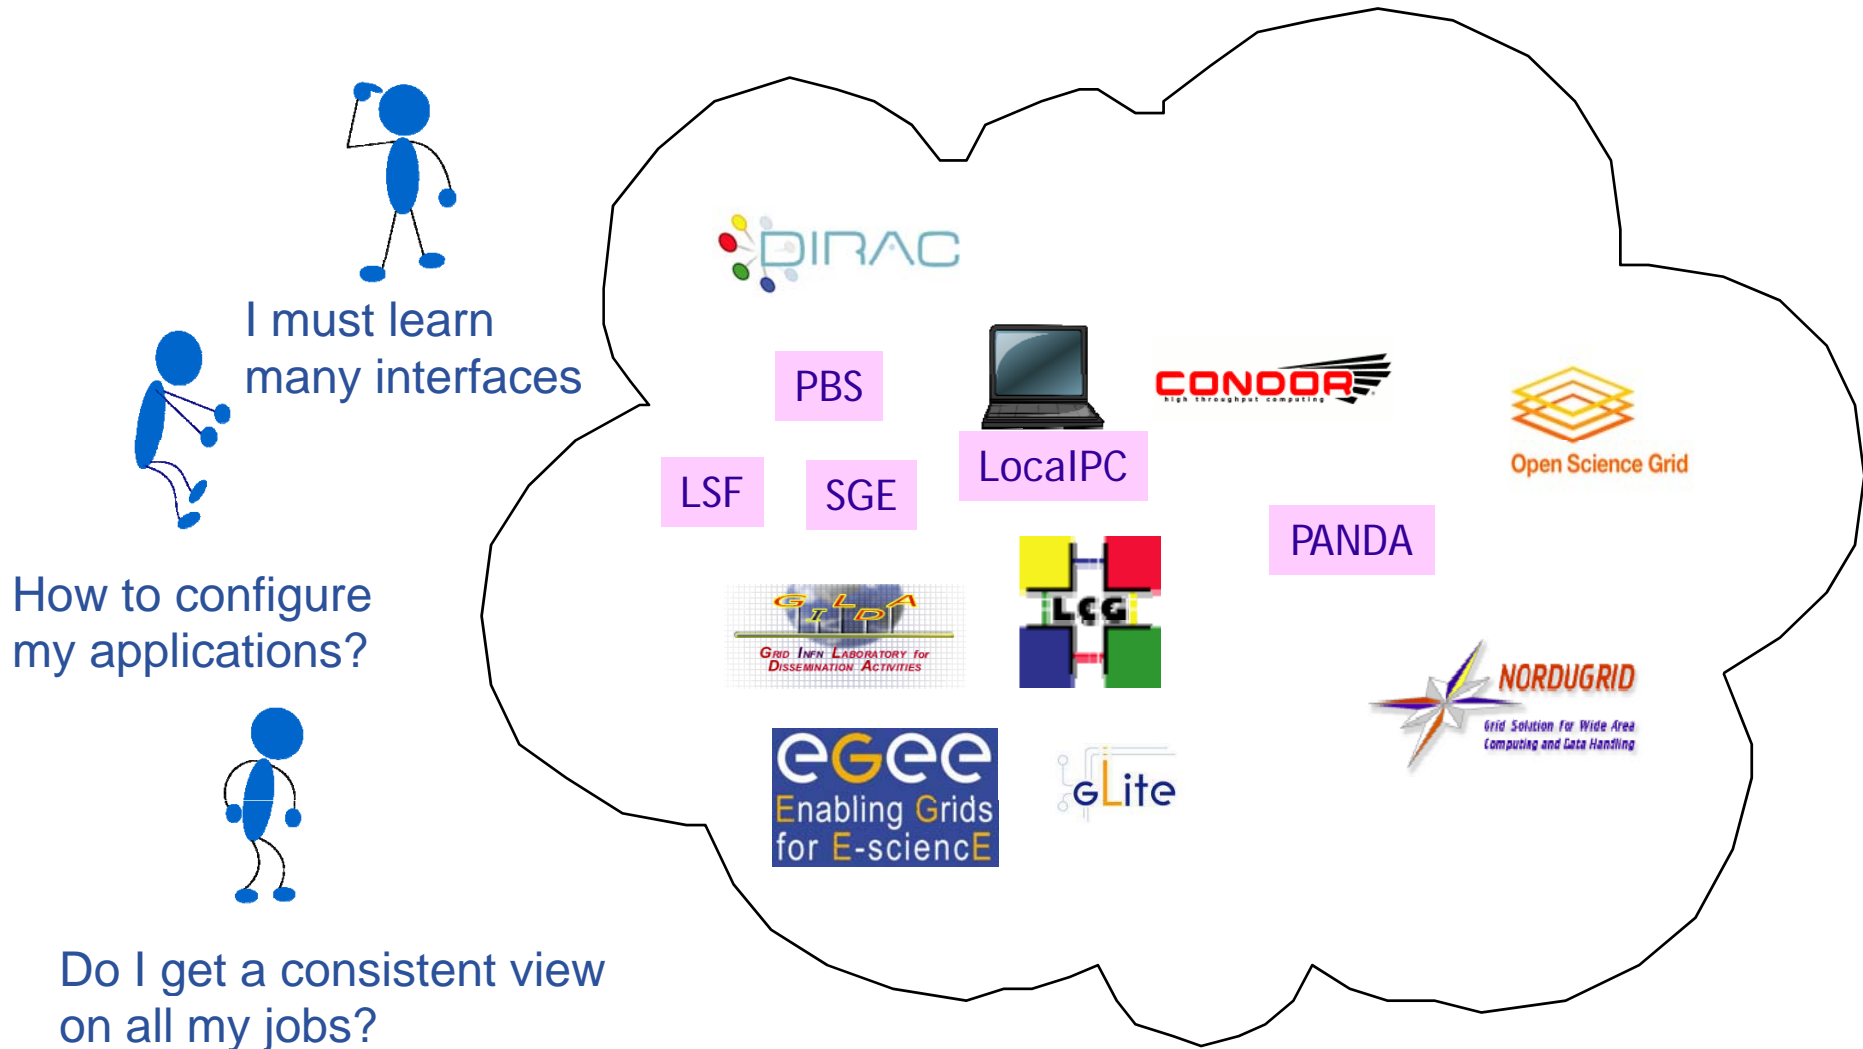 I must learn
many interfaces
How to configure
my applications?
Do I get a consistent view
on all my jobs?
DIRAC
PBS
CONDOR
high throughput computing
Open Science Grid
LSF
SGE
LocalPC
PANDA
GILDA
GRID INFN LABORATORY for
DISSEMINATION ACTIVITIES
LCG
NORDUGRID
Grid Solution For Wide Area
Computing and Data Handling
eGee
Enabling Grids
for E-sciencE
gLite